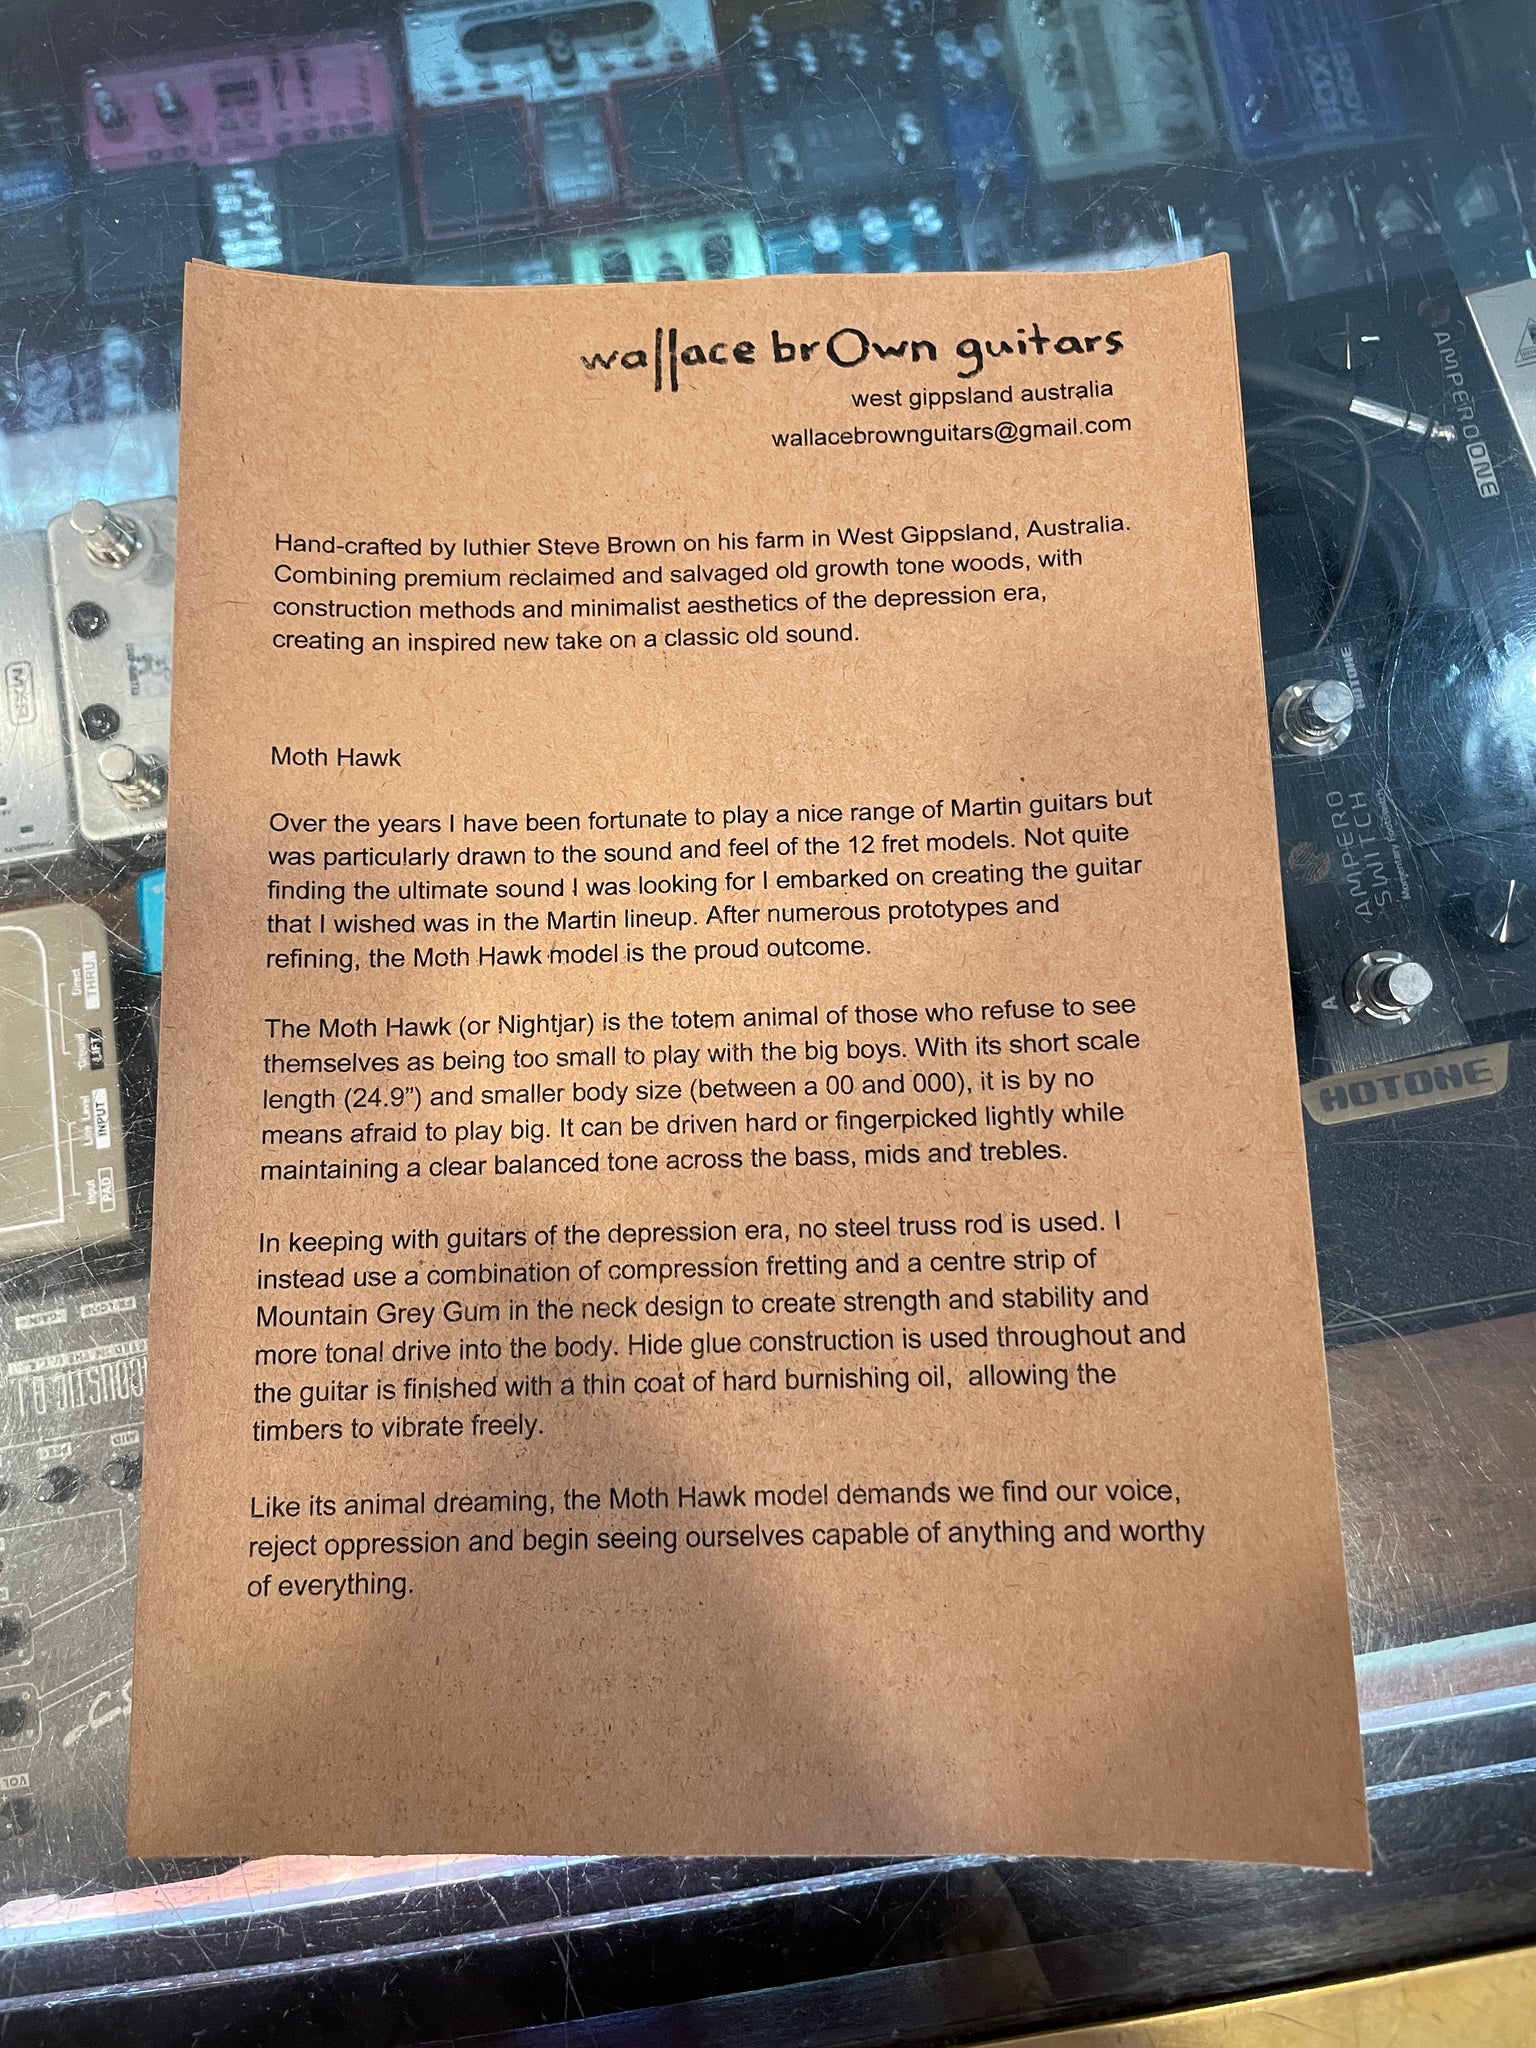 wallace brOwn guitars
west gippsland australia
wallacebrownguitars@gmail.com
Hand-crafted by luthier Steve Brown on his farm in West Gippsland, Australia.
Combining premium reclaimed and salvaged old growth tone woods, with
construction methods and minimalist aesthetics of the depression era,
creating an inspired new take on a classic old sound.
Moth Hawk
Over the years I have been fortunate to play a nice range of Martin guitars but
was particularly drawn to the sound and feel of the 12 fret models. Not quite
finding the ultimate sound I was looking for I embarked on creating the guitar
that I wished was in the Martin lineup. After numerous prototypes and
refining, the Moth Hawk model is the proud outcome.
The Moth Hawk (or Nightjar) is the totem animal of those who refuse to see
themselves as being too small to play with the big boys. With its short scale
length (24.9”) and smaller body size (between a 00 and 000), it is by no
means afraid to play big. It can be driven hard or fingerpicked lightly while
maintaining a clear balanced tone across the bass, mids and trebles.
In keeping with guitars of the depression era, no steel truss rod is used. I
instead use a combination of compression fretting and a centre strip of
Mountain Grey Gum in the neck design to create strength and stability and
more tonal drive into the body. Hide glue construction is used throughout and
the guitar is finished with a thin coat of hard burnishing oil, allowing the
timbers to vibrate freely.
Like its animal dreaming, the Moth Hawk model demands we find our voice,
reject oppression and begin seeing ourselves capable of anything and worthy
of everything.
MXR
Direct
THRU
Ground
LIFT
Line Level
INPUT
Input
PAD
VOL
AMPERO ONE
HOTONE
AMPERO
SWITCH
Momentary footswitch
A
HOTONE